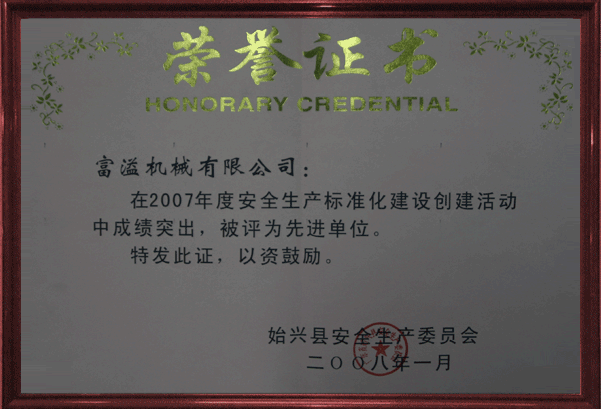 荣誉证书
HONORARY CREDENTIAL
富溢机械有限公司：
在2007年度安全生产标准化建设创建活动
中成绩突出，被评为先进单位。
特发此证，以资鼓励。
始兴县安全生产委员会
二〇〇八年一月